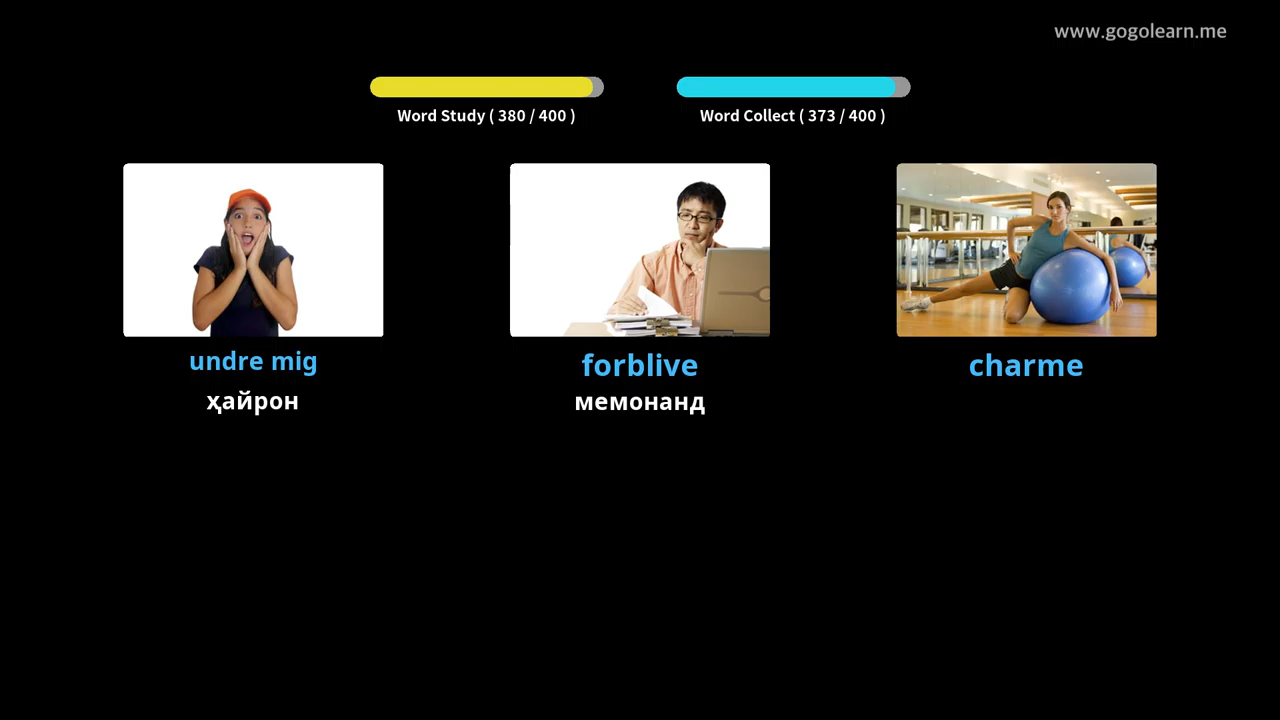 www.gogolearn.me
Word Study ( 380 / 400 )
Word Collect ( 373 / 400 )
undre mig
forblive
charme
ҳайрон
мемонанд